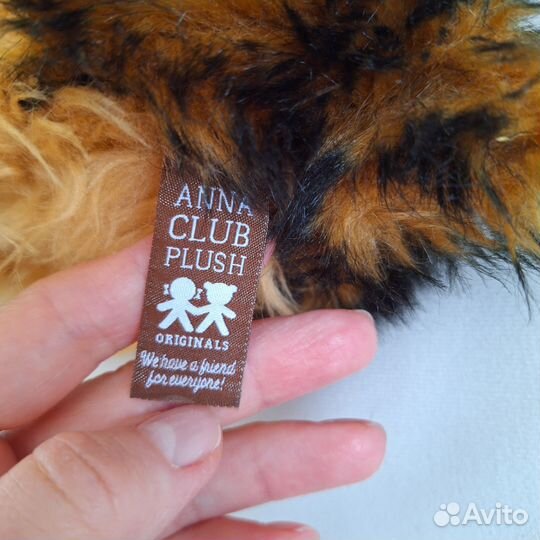 ANNA
CLUB
PLUSH
ORIGINALS
We have a friend
for everyone!
Avito